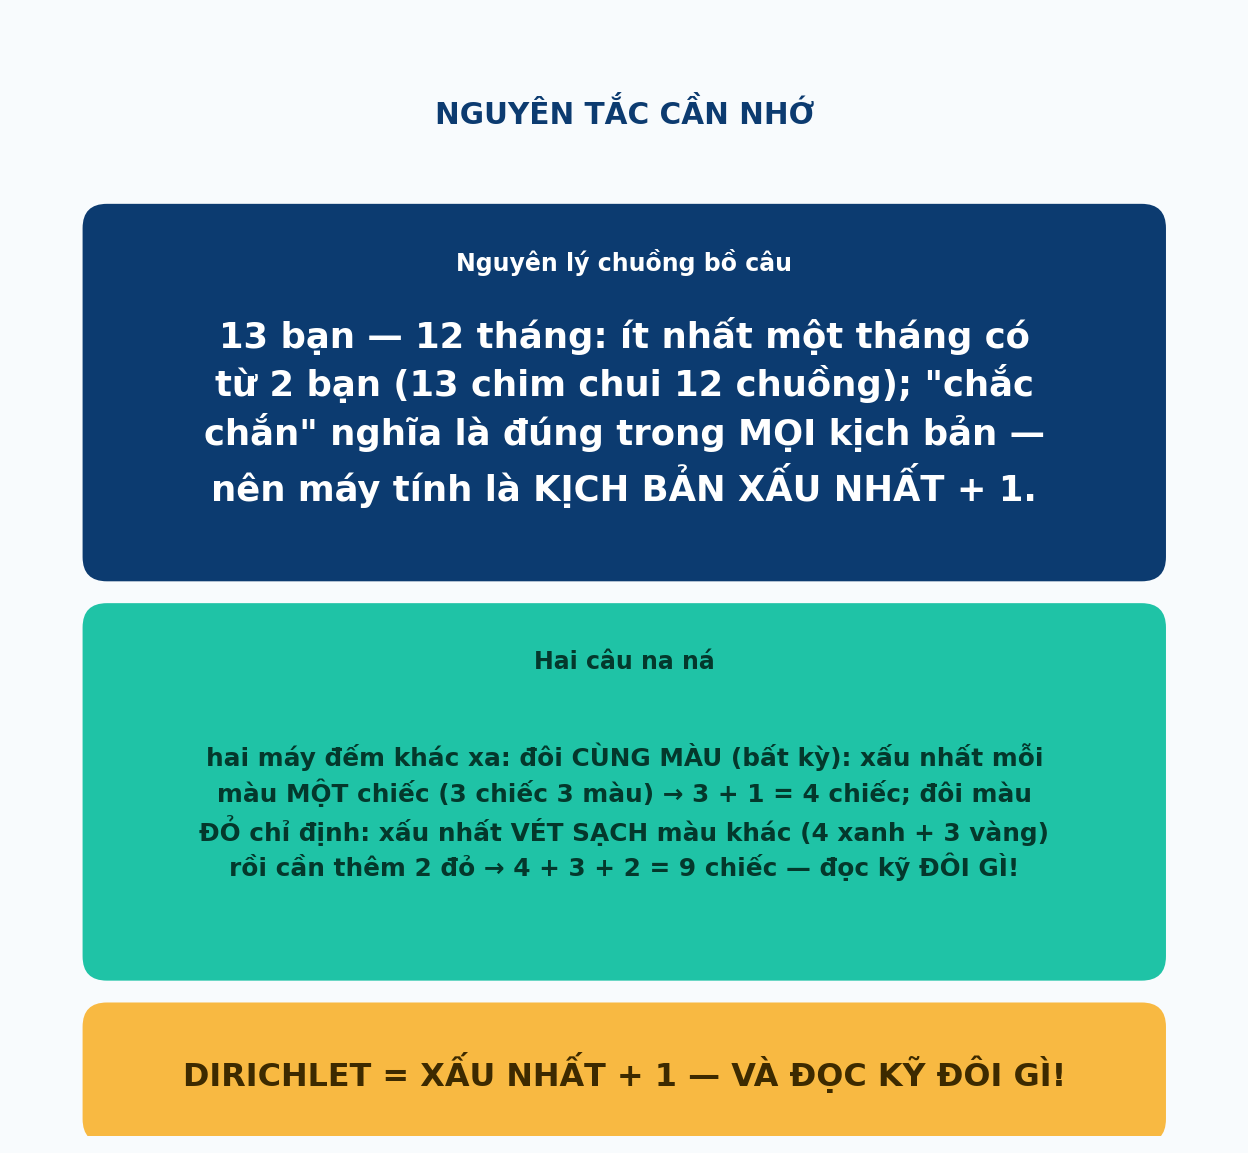 NGUYÊN TẮC CẦN NHỚ
Nguyên lý chuồng bồ câu
13 bạn — 12 tháng: ít nhất một tháng có
từ 2 bạn (13 chim chui 12 chuồng); "chắc
chắn" nghĩa là đúng trong MỌI kịch bản —
nên máy tính là KỊCH BẢN XẤU NHẤT + 1.
Hai câu na ná
hai máy đếm khác xa: đôi CÙNG MÀU (bất kỳ): xấu nhất mỗi
màu MỘT chiếc (3 chiếc 3 màu) → 3 + 1 = 4 chiếc; đôi màu
ĐỎ chỉ định: xấu nhất VÉT SẠCH màu khác (4 xanh + 3 vàng)
rồi cần thêm 2 đỏ → 4 + 3 + 2 = 9 chiếc — đọc kỹ ĐÔI GÌ!
DIRICHLET = XẤU NHẤT + 1 — VÀ ĐỌC KỸ ĐÔI GÌ!